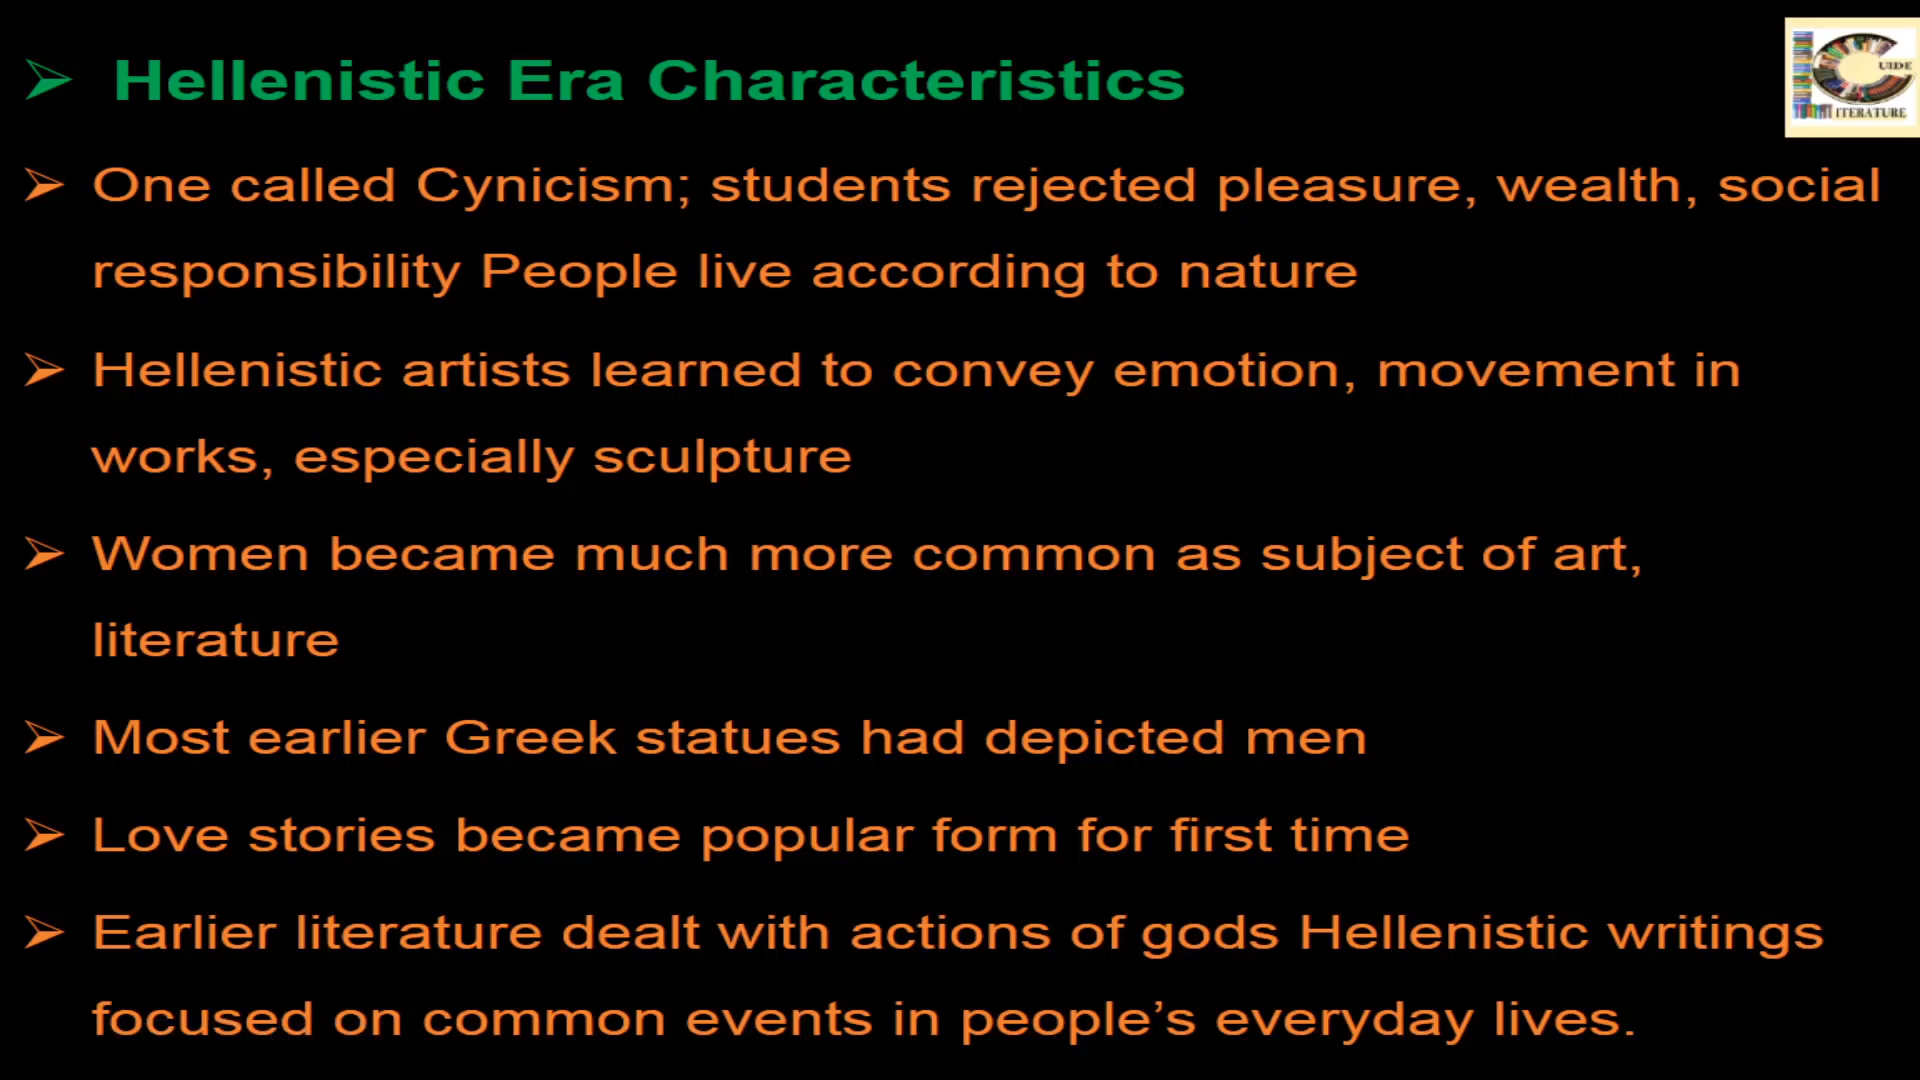 Hellenistic Era Characteristics
UIDE
ITERATURE
One called Cynicism; students rejected pleasure, wealth, social
responsibility People live according to nature
Hellenistic artists learned to convey emotion, movement in
works, especially sculpture
Women became much more common as subject of art,
literature
Most earlier Greek statues had depicted men
Love stories became popular form for first time
Earlier literature dealt with actions of gods Hellenistic writings
focused on common events in people’s everyday lives.